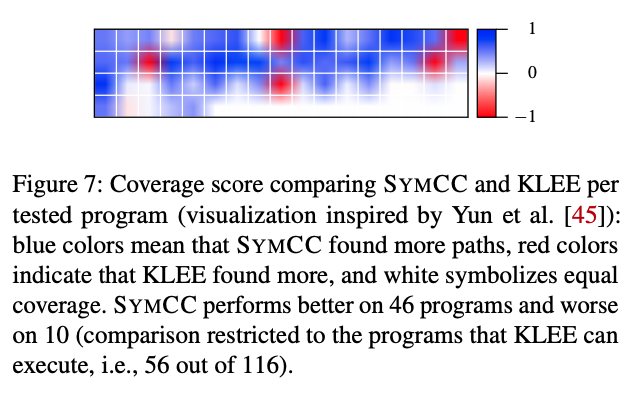 1
0
−1
Figure 7: Coverage score comparing SYMCC and KLEE per
tested program (visualization inspired by Yun et al. [45]):
blue colors mean that SYMCC found more paths, red colors
indicate that KLEE found more, and white symbolizes equal
coverage. SYMCC performs better on 46 programs and worse
on 10 (comparison restricted to the programs that KLEE can
execute, i.e., 56 out of 116).